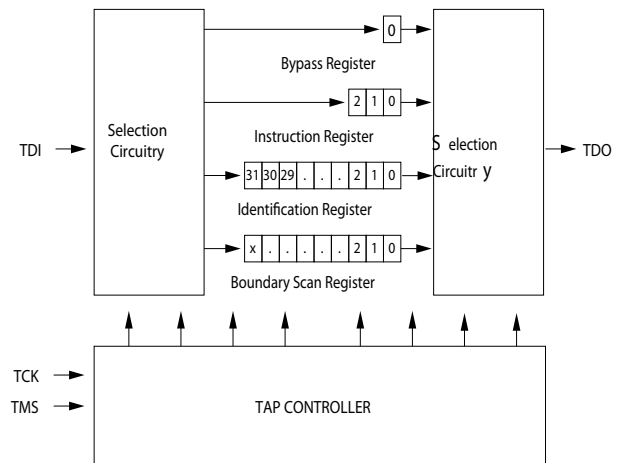 0
Bypass Register
2 1 0
Selection
Circuitry
Instruction Register
S election
Circuitr y
TDI
TDO
31 30 29 . . . 2 1 0
Identification Register
x . . . . . 2 1 0
Boundary Scan Register
TCK
TMS
TAP CONTROLLER